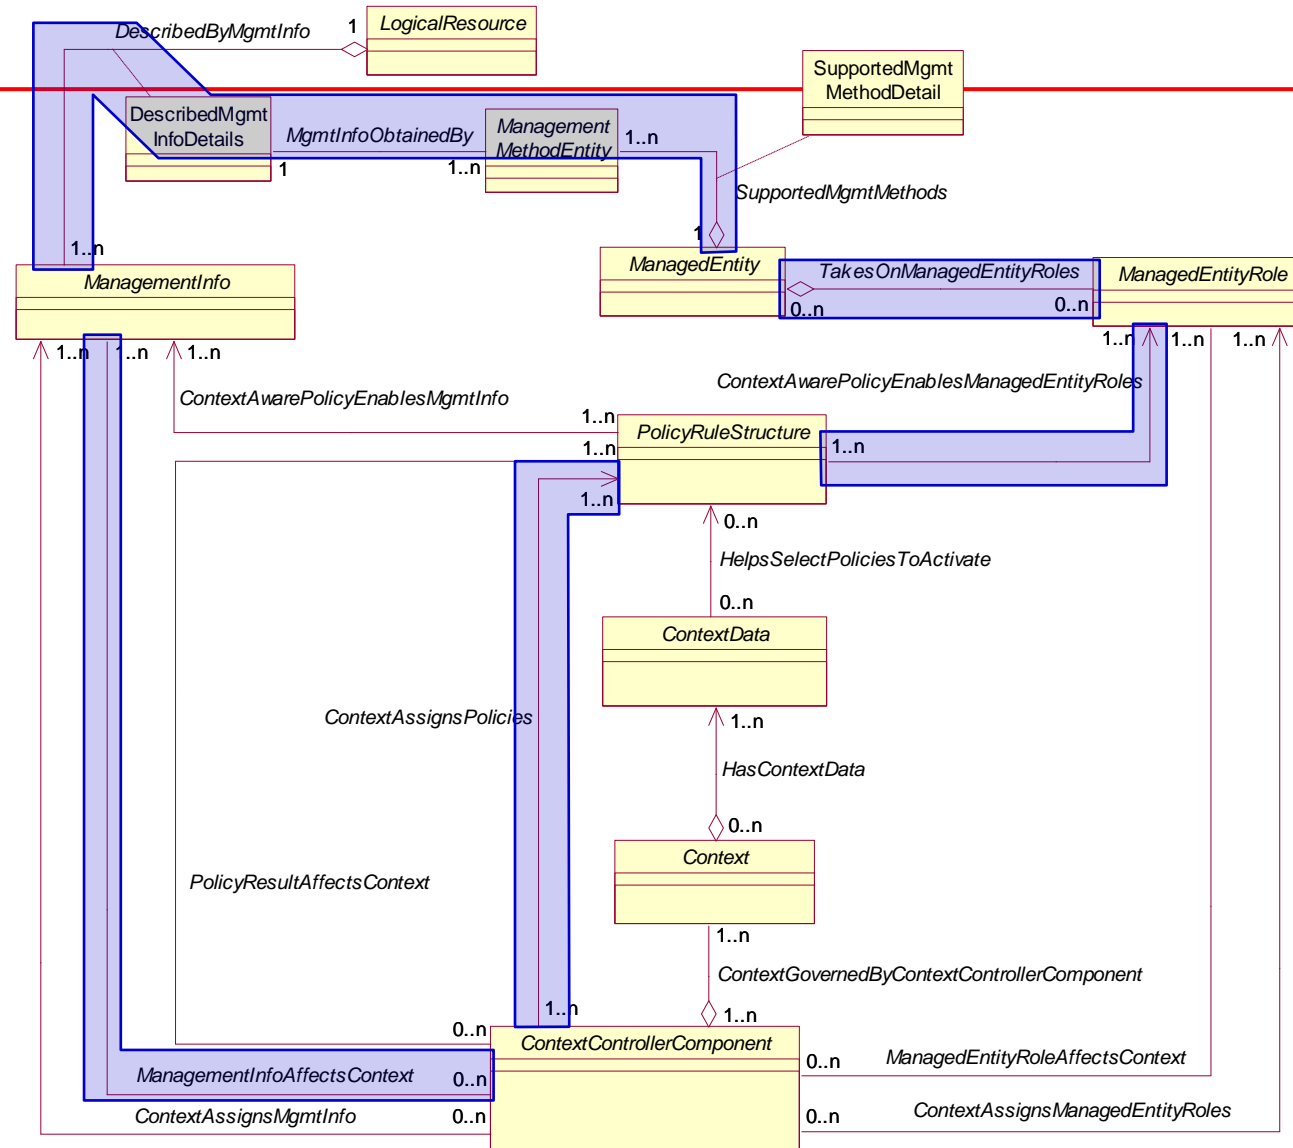 DescribedByMgmtInfo
1
LogicalResource
SupportedMgmt
MethodDetail
DescribedMgmt
InfoDetails
MgmtInfoObtainedBy
Management
MethodEntity
1..n
1
1..n
SupportedMgmtMethods
1..n
1
ManagementInfo
ManagedEntity
TakesOnManagedEntityRoles
ManagedEntityRole
0..n
0..n
1..n
1..n
1..n
1..n
1..n
1..n
ContextAwarePolicyEnablesMgmtInfo
ContextAwarePolicyEnablesManagedEntityRoles
1..n
PolicyRuleStructure
1..n
1..n
1..n
0..n
HelpsSelectPoliciesToActivate
0..n
ContextData
ContextAssignsPolicies
1..n
HasContextData
0..n
Context
PolicyResultAffectsContext
1..n
ContextGovernedByContextControllerComponent
1..n
1..n
0..n
ContextControllerComponent
ManagementInfoAffectsContext
0..n
0..n
ManagedEntityRoleAffectsContext
ContextAssignsMgmtInfo
0..n
0..n
ContextAssignsManagedEntityRoles